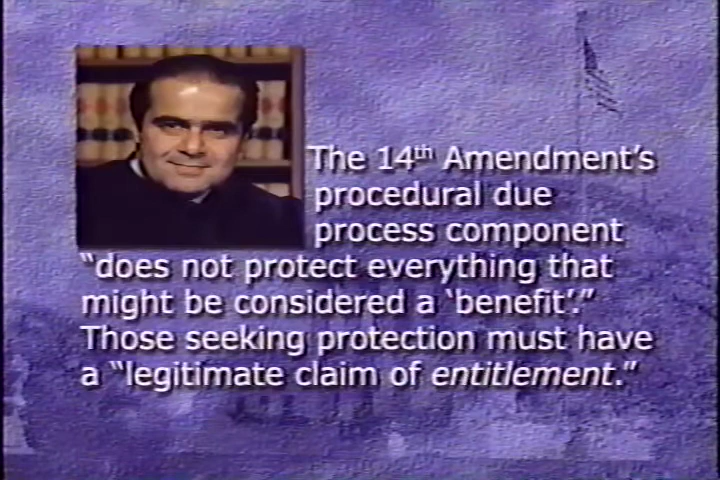 The 14th Amendment's
procedural due
process component
“does not protect everything that
might be considered a ‘benefit’.”
Those seeking protection must have
a “legitimate claim of entitlement.”